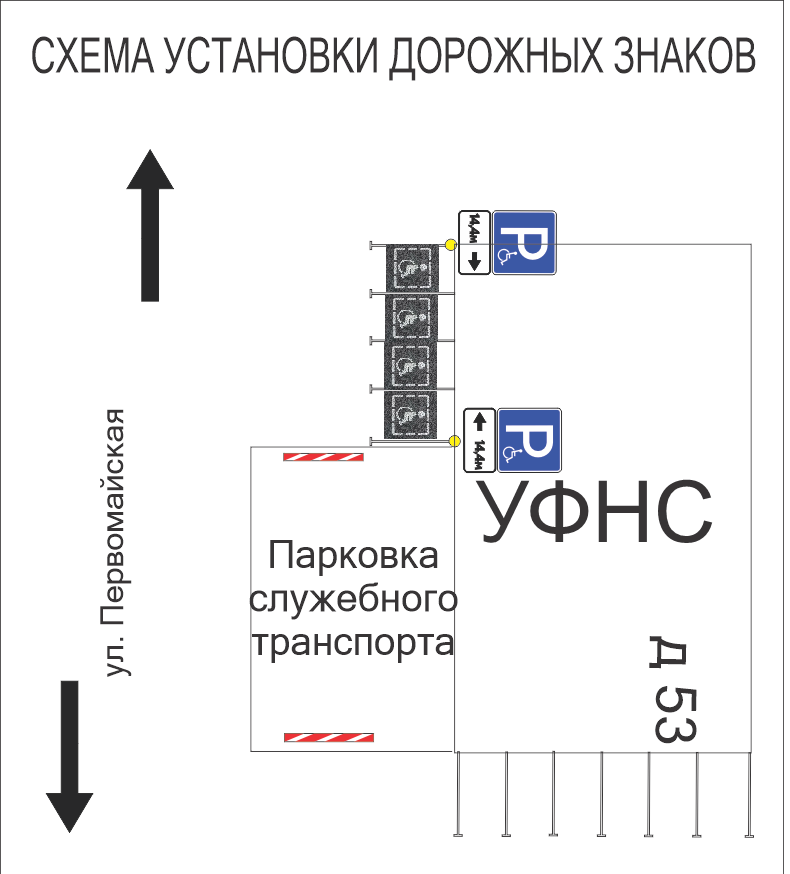 СХЕМА УСТАНОВКИ ДОРОЖНЫХ ЗНАКОВ
14,4м
P
14,4м
P
ул. Первомайская
УФНС
Парковка
служебного
транспорта
д 53